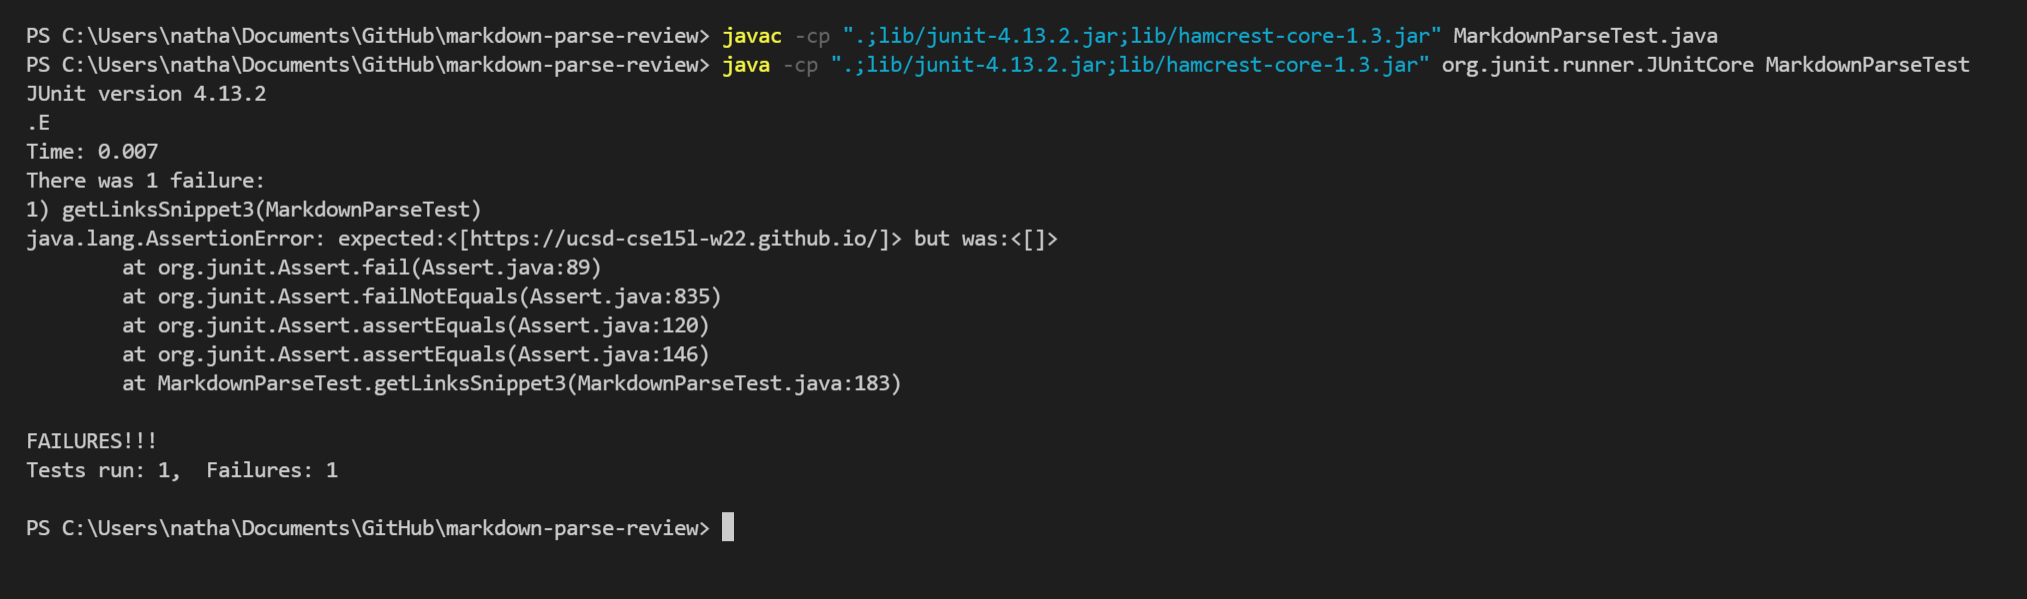 PS C:\Users\natha\Documents\GitHub\markdown-parse-review> javac -cp ".;lib/junit-4.13.2.jar;lib/hamcrest-core-1.3.jar" MarkdownParseTest.java
PS C:\Users\natha\Documents\GitHub\markdown-parse-review> java -cp ".;lib/junit-4.13.2.jar;lib/hamcrest-core-1.3.jar" org.junit.runner.JUnitCore MarkdownParseTest
JUnit version 4.13.2
.E
Time: 0.007
There was 1 failure:
1) getLinksSnippet3(MarkdownParseTest)
java.lang.AssertionError: expected:<[https://ucsd-cse15l-w22.github.io/]> but was:<[]>
        at org.junit.Assert.fail(Assert.java:89)
        at org.junit.Assert.failNotEquals(Assert.java:835)
        at org.junit.Assert.assertEquals(Assert.java:120)
        at org.junit.Assert.assertEquals(Assert.java:146)
        at MarkdownParseTest.getLinksSnippet3(MarkdownParseTest.java:183)
FAILURES!!!
Tests run: 1,  Failures: 1
PS C:\Users\natha\Documents\GitHub\markdown-parse-review>